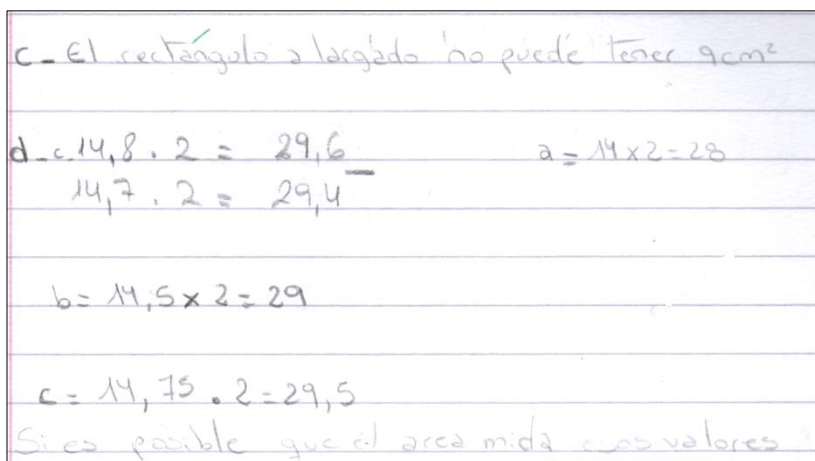 c- El rectángulo alargado no puede tener 9cm²
d-c. 14,8 . 2 = 29,6      a = 14 x 2 = 28
14,7 . 2 = 29,4
b = 14,5 x 2 = 29
c = 14,75 . 2 = 29,5
Si es posible que el area mida esos valores